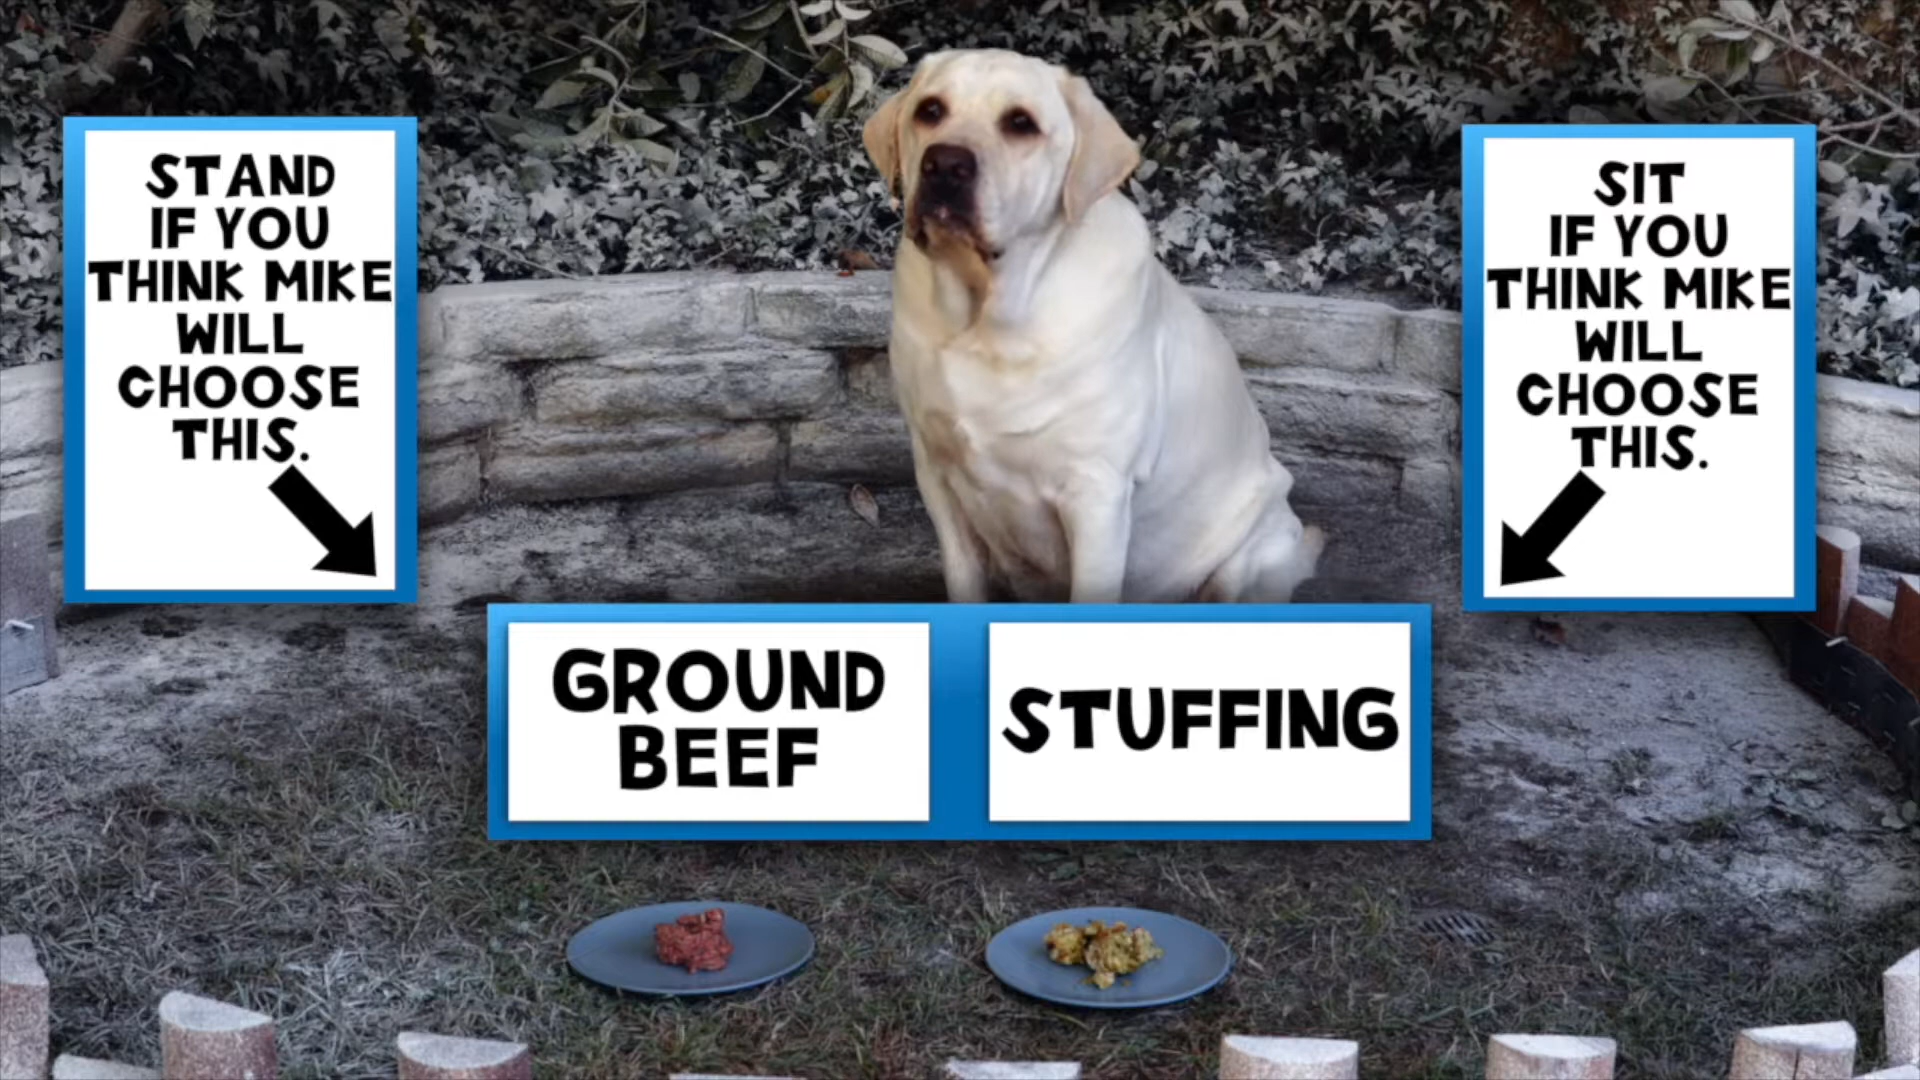 STAND
IF YOU
THINK MIKE
WILL
CHOOSE
THIS.
SIT
IF YOU
THINK MIKE
WILL
CHOOSE
THIS.
GROUND
BEEF
STUFFING